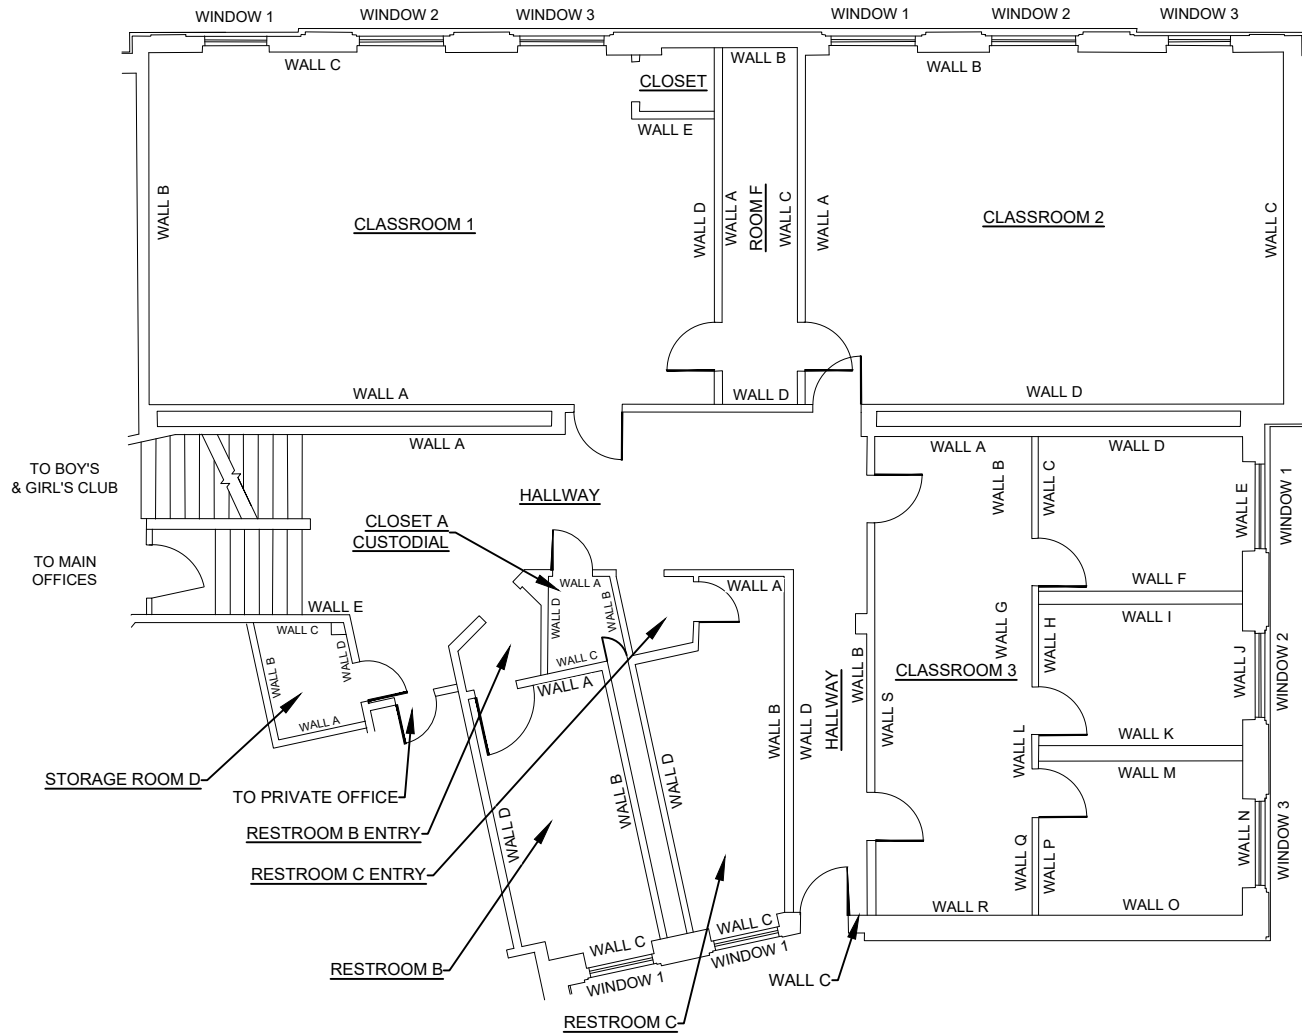 WINDOW 1
WINDOW 2
WINDOW 3
WINDOW 1
WINDOW 2
WINDOW 3
WALL C
CLOSET
WALL E
WALL B
WALL B
WALL B
CLASSROOM 1
WALL D
WALL A
ROOM F
WALL C
WALL A
CLASSROOM 2
WALL C
WALL A
WALL D
WALL D
WALL A
TO BOY'S
& GIRL'S CLUB
HALLWAY
CLOSET A
CUSTODIAL
TO MAIN
OFFICES
WALL A
WALL B
WALL C
WALL D
WALL E
WINDOW 1
WALL F
WALL G
WALL H
WALL I
WALL J
WINDOW 2
WALL E
WALL C
WALL B
WALL D
WALL A
WALL A
WALL D
WALL B
WALL C
WALL A
WALL A
CLASSROOM 3
WALL B
WALL S
HALLWAY
WALL D
WALL B
WALL D
WALL B
WALL D
WALL L
WALL K
WALL M
WALL N
WINDOW 3
WALL Q
WALL P
WALL R
WALL O
STORAGE ROOM D
TO PRIVATE OFFICE
RESTROOM B ENTRY
RESTROOM C ENTRY
WALL C
WALL C
WINDOW 1
WINDOW 1
WALL C
RESTROOM B
RESTROOM C